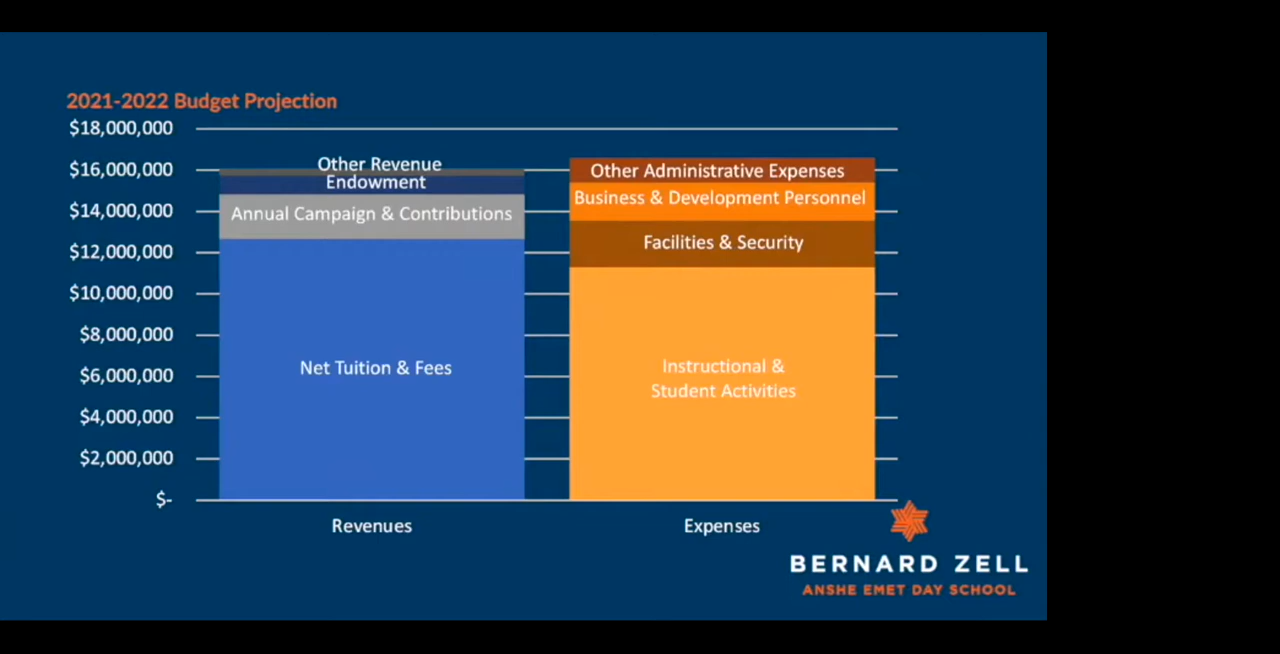 2021-2022 Budget Projection
$18,000,000
$16,000,000
$14,000,000
$12,000,000
$10,000,000
$8,000,000
$6,000,000
$4,000,000
$2,000,000
$-
Other Revenue
Endowment
Annual Campaign & Contributions
Net Tuition & Fees
Other Administrative Expenses
Business & Development Personnel
Facilities & Security
Instructional &
Student Activities
Revenues
Expenses
BERNARD ZELL
ANSHE EMET DAY SCHOOL